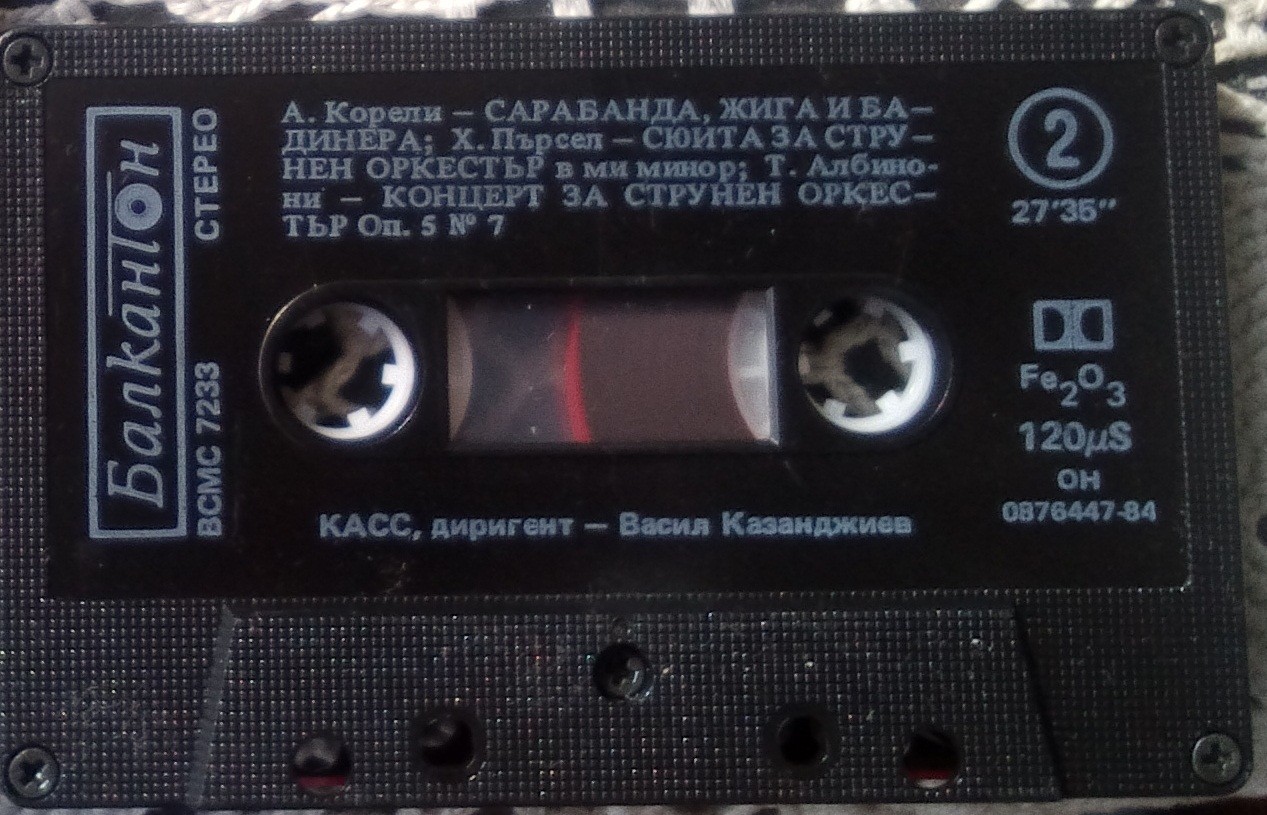 А. Корели – САРАБАНДА, ЖИГА И БА–
ДИНЕРА; Х. Пърсел – СЮИТА ЗА СТРУ–
НЕН ОРКЕСТЪР в ми минор; Т. Албино-
ни – КОНЦЕРТ ЗА СТРУНЕН ОРКЕС–
ТЪР Оп. 5 № 7
Балкантон
СТЕРЕО
ВСМС 7233
2
27'35"
Fe2O3
120µS
ОН
0876447-84
КАСС, диригент – Васил Казанджиев